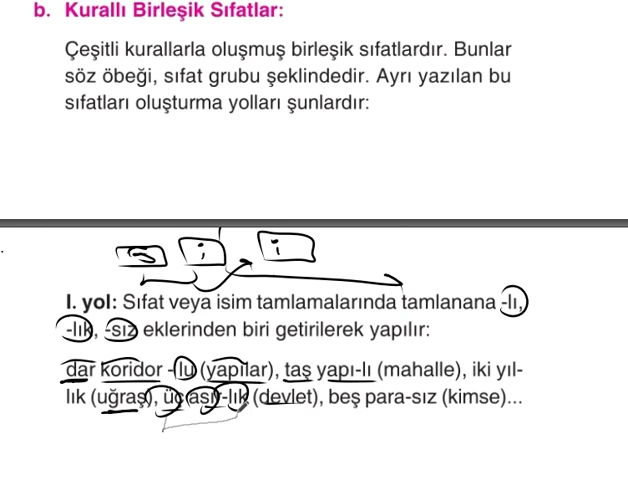 b. Kurallı Birleşik Sıfatlar:
Çeşitli kurallarla oluşmuş birleşik sıfatlardır. Bunlar
söz öbeği, sıfat grubu şeklindedir. Ayrı yazılan bu
sıfatları oluşturma yolları şunlardır:
S i i
I. yol: Sıfat veya isim tamlamalarında tamlanana -lı,
-lık, -sız eklerinden biri getirilerek yapılır:
dar koridor -lu (yapılar), taş yapı-lı (mahalle), iki yıl-
lık (uğraş), üç asır-lık (devlet), beş para-sız (kimse)...